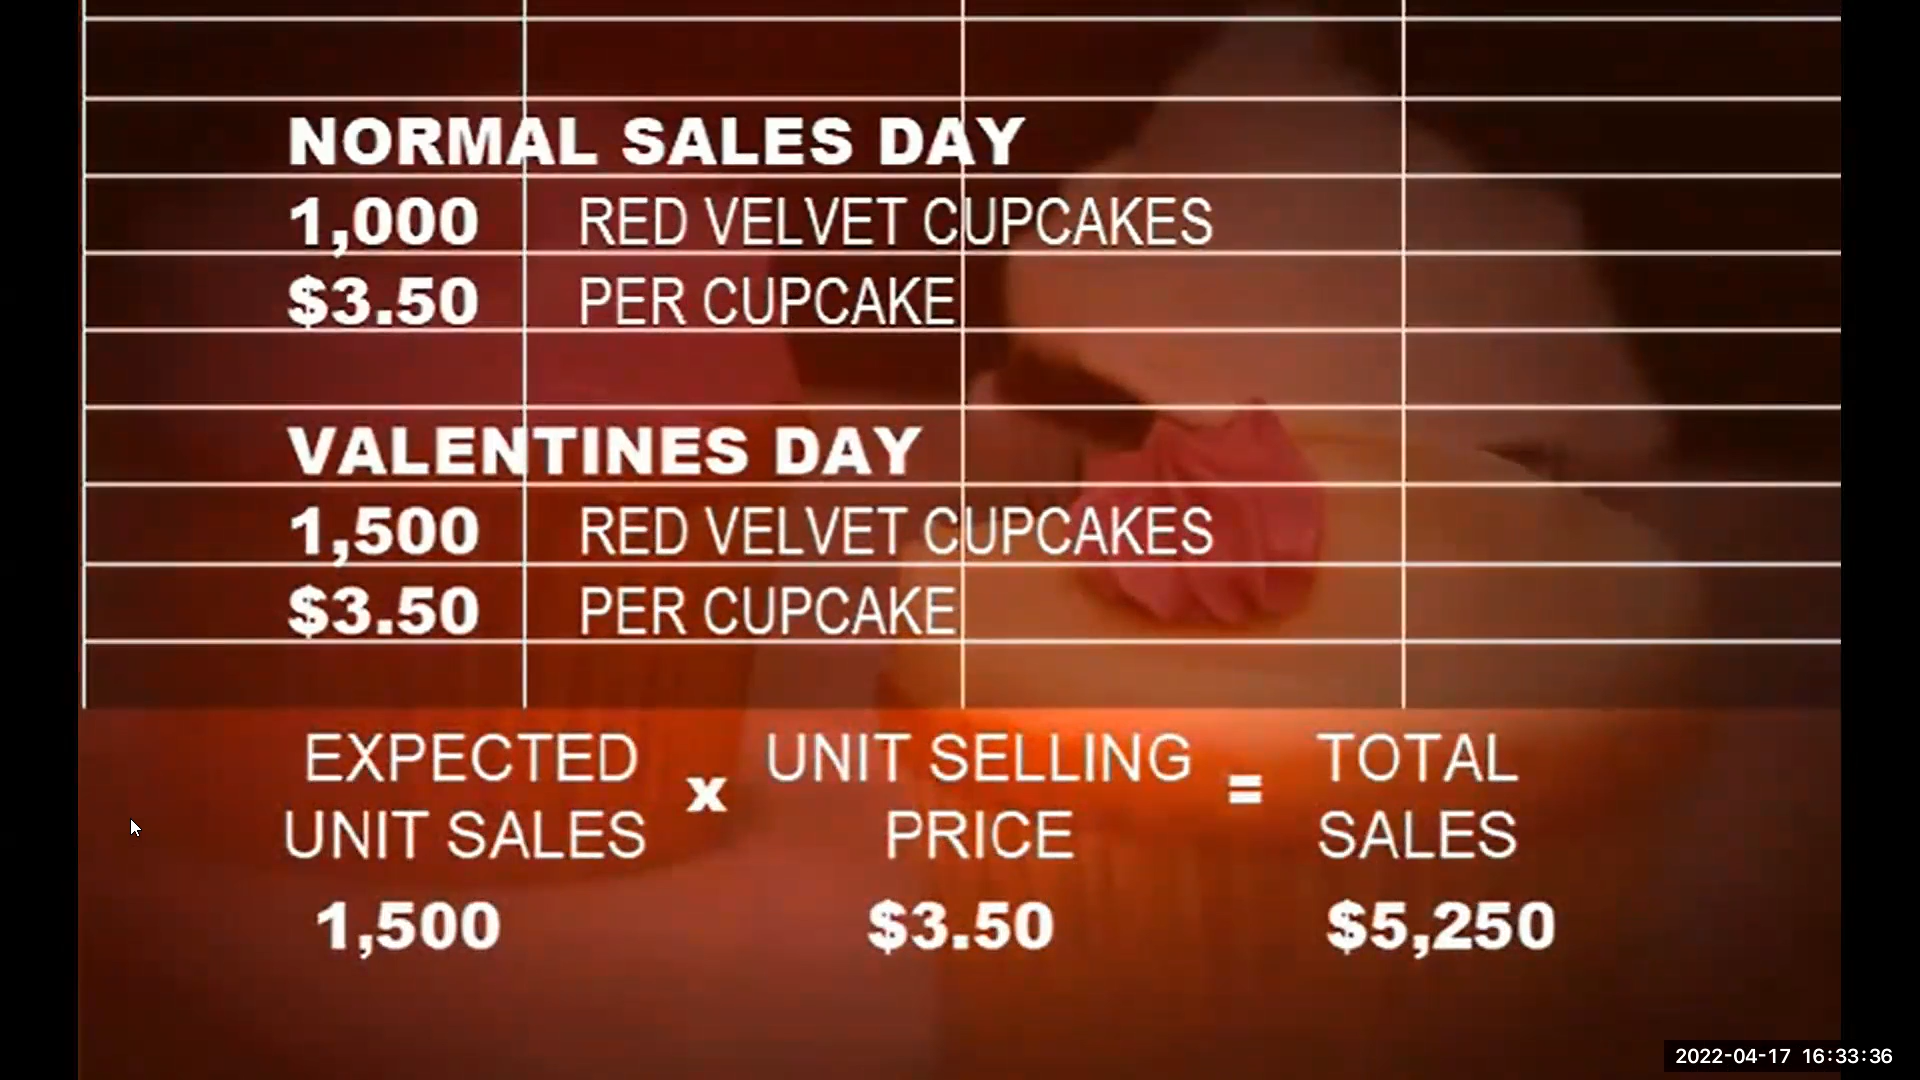 NORMAL SALES DAY
1,000 RED VELVET CUPCAKES
$3.50 PER CUPCAKE
VALENTINES DAY
1,500 RED VELVET CUPCAKES
$3.50 PER CUPCAKE
EXPECTED UNIT SALES x UNIT SELLING PRICE = TOTAL SALES
1,500 $3.50 $5,250
2022-04-17 16:33:36